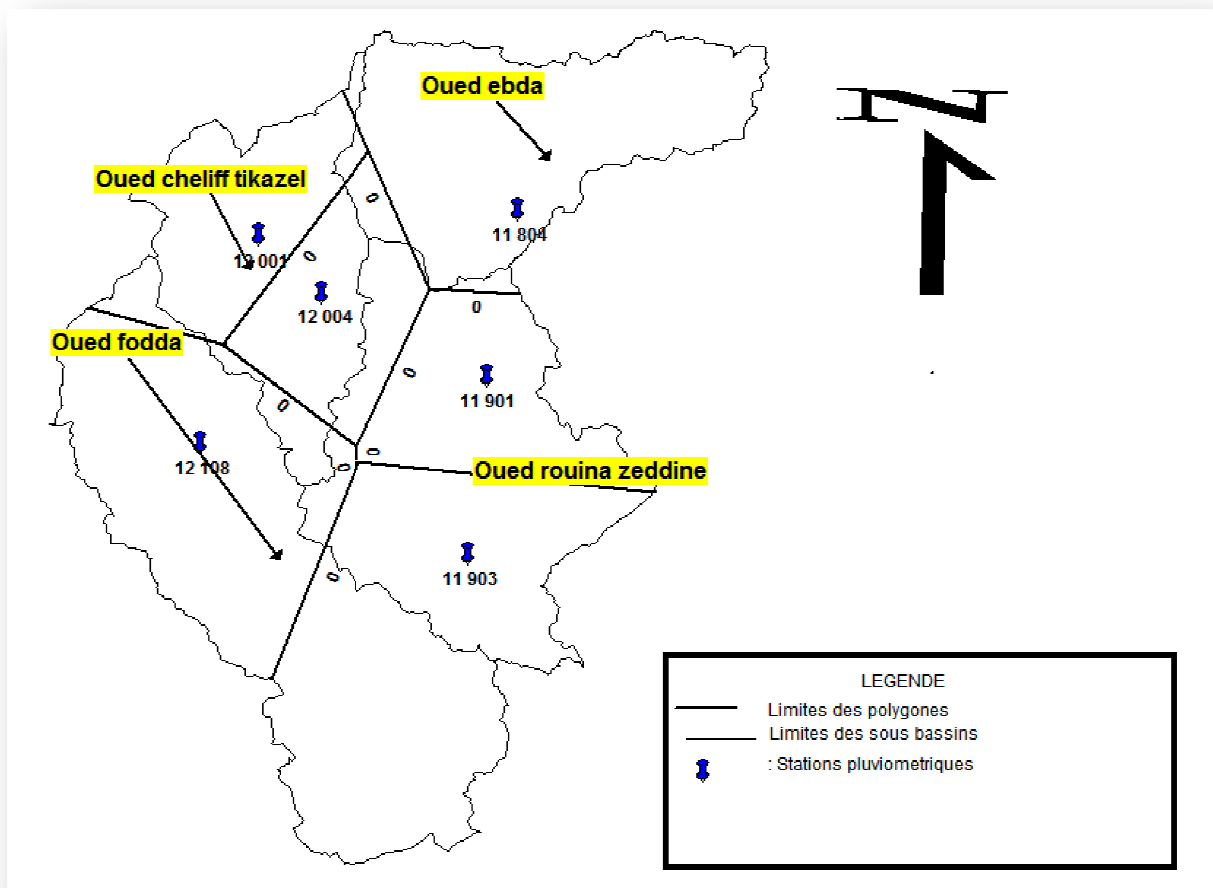 N
Oued ebda
Oued cheliff tikazel
0
11 804
12 001
0
12 004
0
Oued fodda
0
11 901
0
0
12 108
0
Oued rouina zeddine
11 903
0
LEGENDE
Limites des polygones
Limites des sous bassins
: Stations pluviometriques